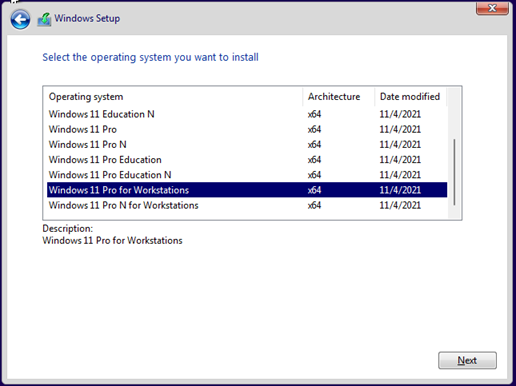 Windows Setup
Select the operating system you want to install
Operating system Architecture Date modified
Windows 11 Education N x64 11/4/2021
Windows 11 Pro x64 11/4/2021
Windows 11 Pro N x64 11/4/2021
Windows 11 Pro Education x64 11/4/2021
Windows 11 Pro Education N x64 11/4/2021
Windows 11 Pro for Workstations x64 11/4/2021
Windows 11 Pro N for Workstations x64 11/4/2021
Description:
Windows 11 Pro for Workstations
Next